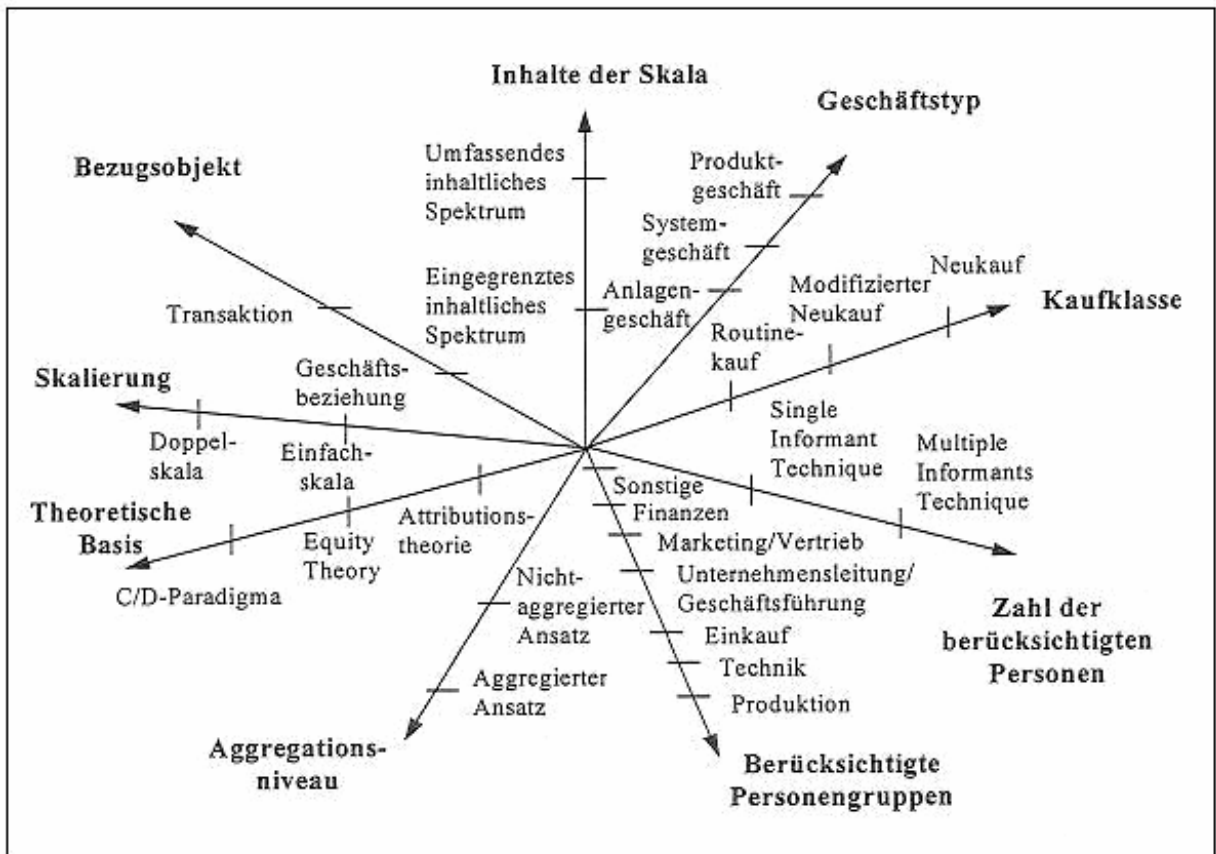 Inhalte der Skala
Geschäftstyp
Bezugsobjekt
Umfassendes
inhaltliches
Spektrum
Produkt-
geschäft
System-
geschäft
Neukauf
Eingegrenztes
inhaltliches
Spektrum
Anlagen-
geschäft
Modifizierter
Neukauf
Kaufklasse
Transaktion
Routine-
kauf
Skalierung
Geschäfts-
beziehung
Doppel-
skala
Einfach-
skala
Single
Informant
Technique
Multiple
Informants
Technique
Theoretische
Basis
Attributions-
theorie
Equity
Theory
C/D-Paradigma
Sonstige
Finanzen
Marketing/Vertrieb
Unternehmensleitung/
Geschäftsführung
Einkauf
Technik
Produktion
Nicht-
aggregierter
Ansatz
Aggregierter
Ansatz
Zahl der
berücksichtigten
Personen
Aggregations-
niveau
Berücksichtigte
Personengruppen